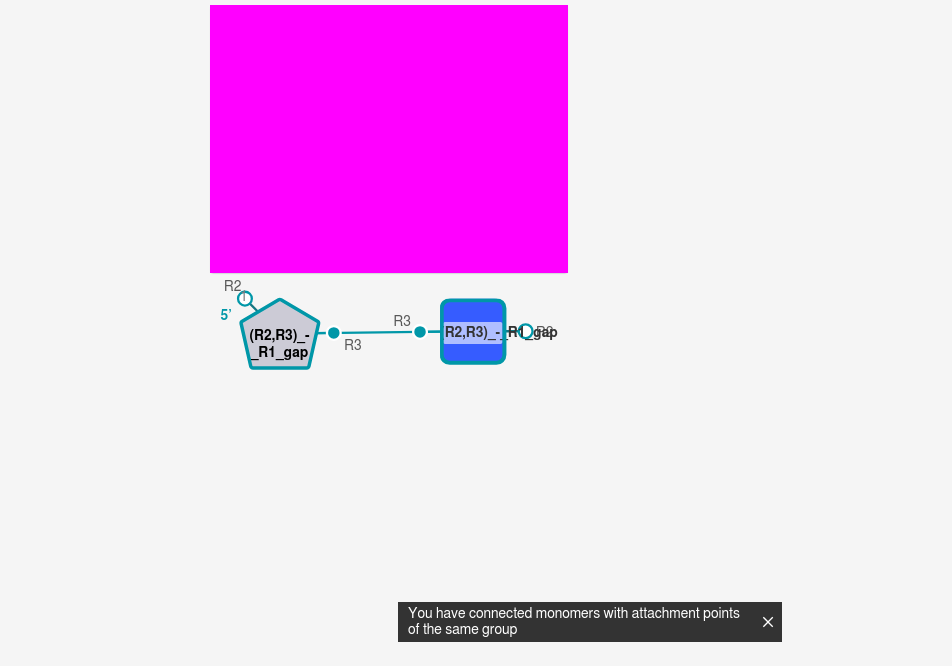 R2
5’
(R2,R3)_-
_R1_gap
R3
R3
R2,R3)_-_R1_gap
You have connected monomers with attachment points
of the same group